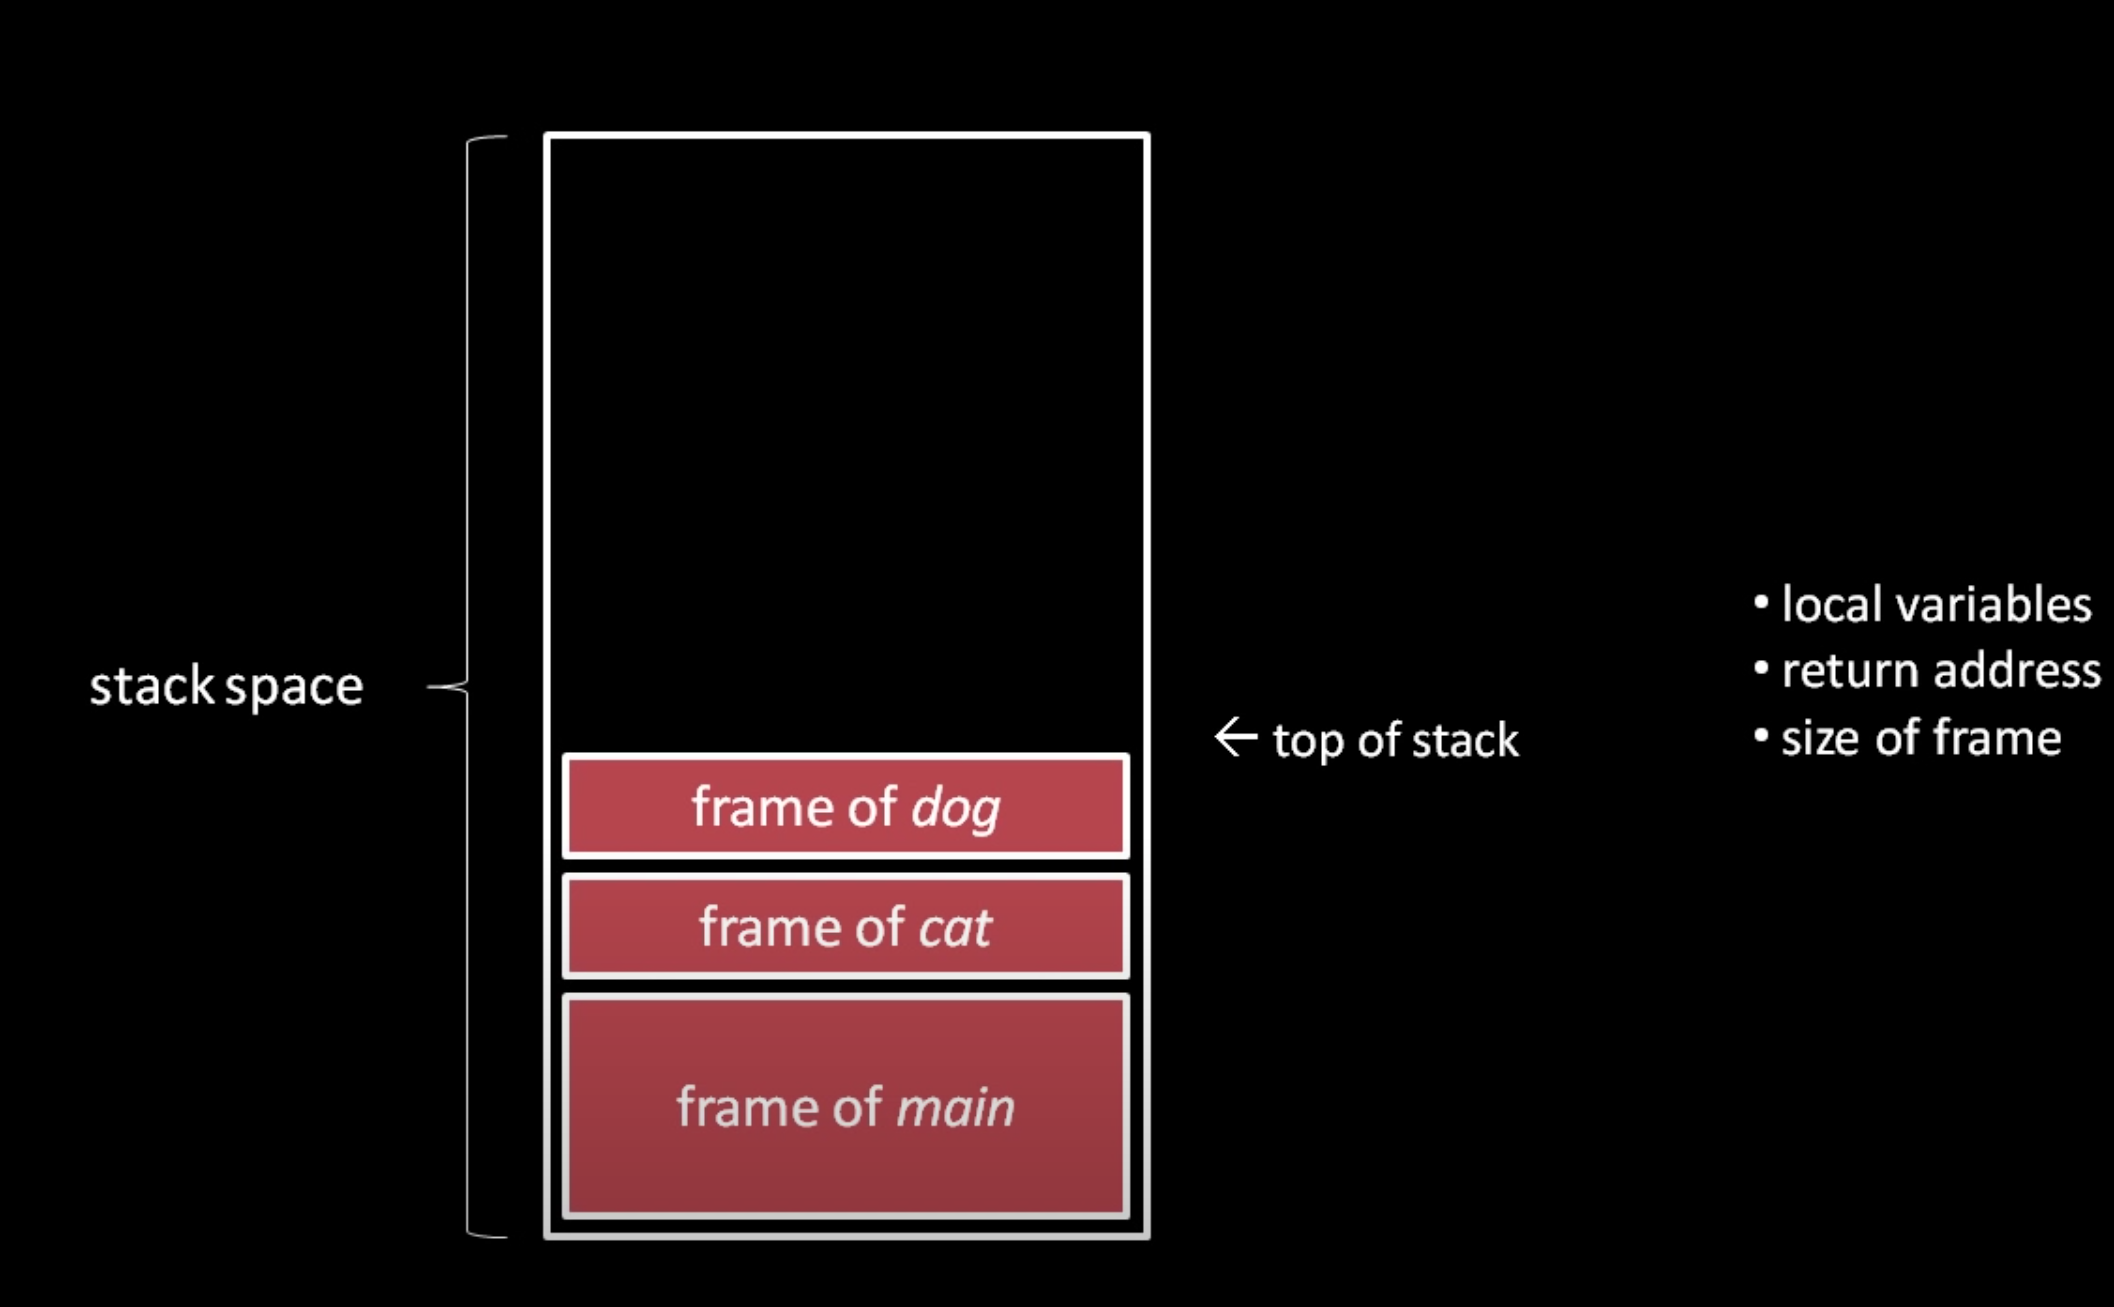 stack space
← top of stack
frame of dog
frame of cat
frame of main
• local variables
• return address
• size of frame